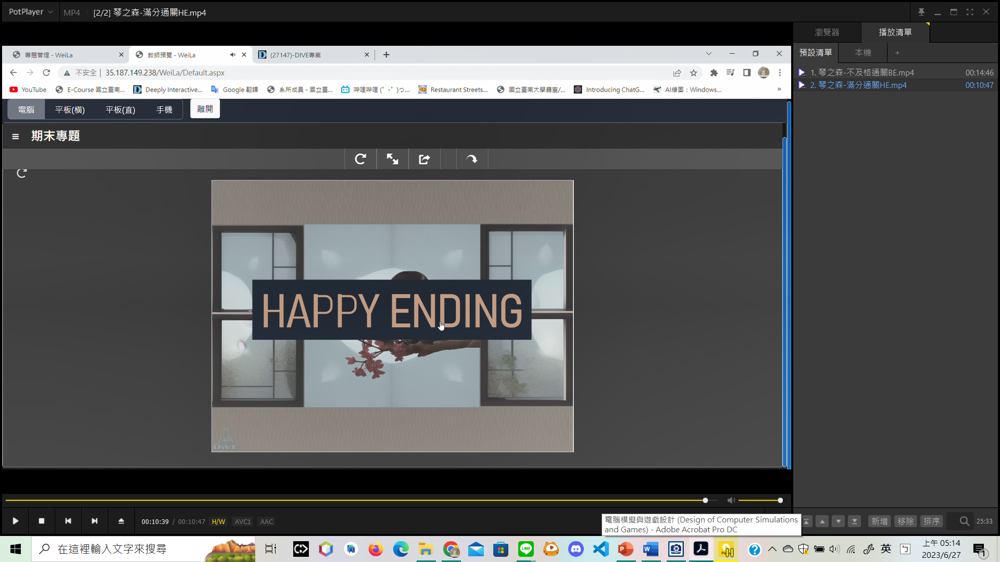 PotPlayer
MP4
[2/2] 琴之森-滿分通關HE.mp4
瀏覽器
播放清單
預設清單
本機
+
1. 琴之森-不及格通關BE.mp4 00:14:46
2. 琴之森-滿分通關HE.mp4 00:10:47
專題管理 - WeiLa
教師預覽 - WeiLa
(27147)-DIVE專案
不安全 | 35.187.149.238/WeiLa/Default.aspx
YouTube
E-Course 國立臺南...
Deeply Interactive...
Google 翻譯
系所成員 - 國立臺...
嗶哩嗶哩 (゜-゜)つ...
Restaurant Streets...
國立臺南大學廳室/...
Introducing ChatG...
AI繪圖：Windows...
»
電腦
平板(橫)
平板(直)
手機
離開
≡ 期末專題
HAPPY ENDING
DiVE
00:10:39 / 00:10:47 H/W AVC1 AAC
電腦模擬與遊戲設計 (Design of Computer Simulations
and Games) - Adobe Acrobat Pro DC
新增
移除
排序
25:33
在這裡輸入文字來搜尋
英
ㄅ
上午 05:14
2023/6/27
1